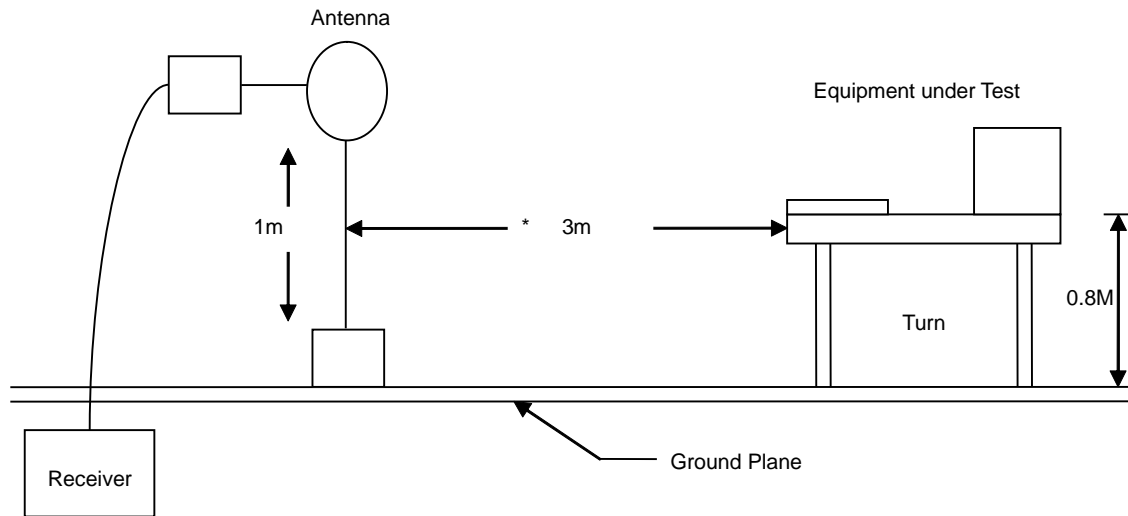 Antenna
Equipment under Test
1m
* 3m
0.8M
Turn
Ground Plane
Receiver